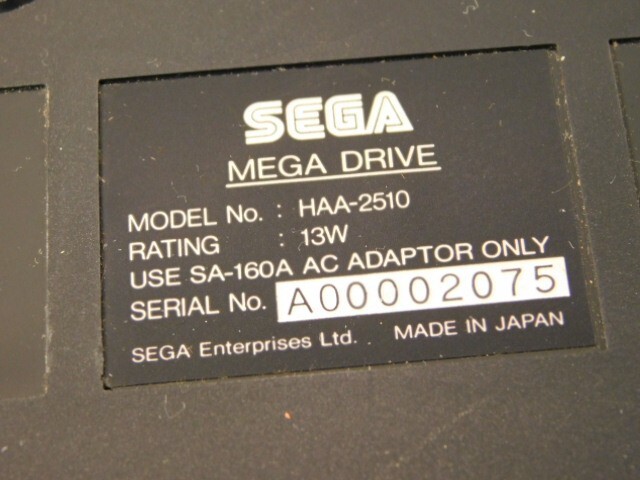 SEGA
MEGA DRIVE
MODEL No. : HAA-2510
RATING : 13W
USE SA-160A AC ADAPTOR ONLY
SERIAL No. A00002075
SEGA Enterprises Ltd. MADE IN JAPAN